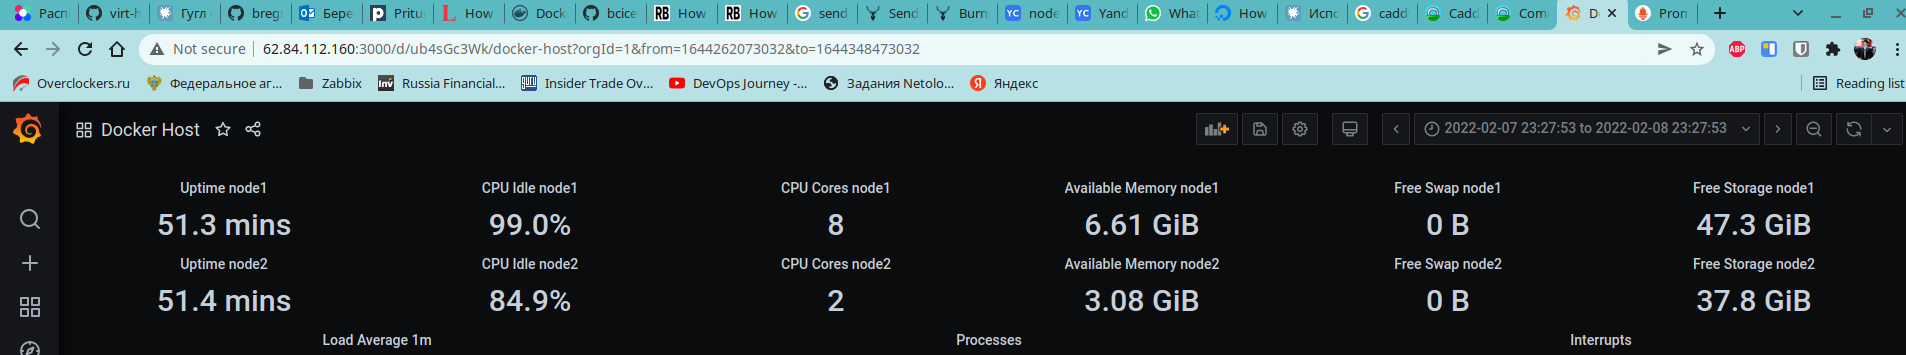 Распи virt-h Гугл breg Бере Pritur How Dock bcice How How send Send Burn node Yand What How Испо cadd Cadd Com D Prom
Not secure 62.84.112.160:3000/d/ub4sGc3Wk/docker-host?orgId=1&from=1644262073032&to=1644348473032
Overclockers.ru Федеральное аг... Zabbix Russia Financial... Insider Trade Ov... DevOps Journey -... Задания Netolo... Яндекс Reading list
Docker Host 2022-02-07 23:27:53 to 2022-02-08 23:27:53
Uptime node1 CPU Idle node1 CPU Cores node1 Available Memory node1 Free Swap node1 Free Storage node1
51.3 mins 99.0% 8 6.61 GiB 0 B 47.3 GiB
Uptime node2 CPU Idle node2 CPU Cores node2 Available Memory node2 Free Swap node2 Free Storage node2
51.4 mins 84.9% 2 3.08 GiB 0 B 37.8 GiB
Load Average 1m Processes Interrupts